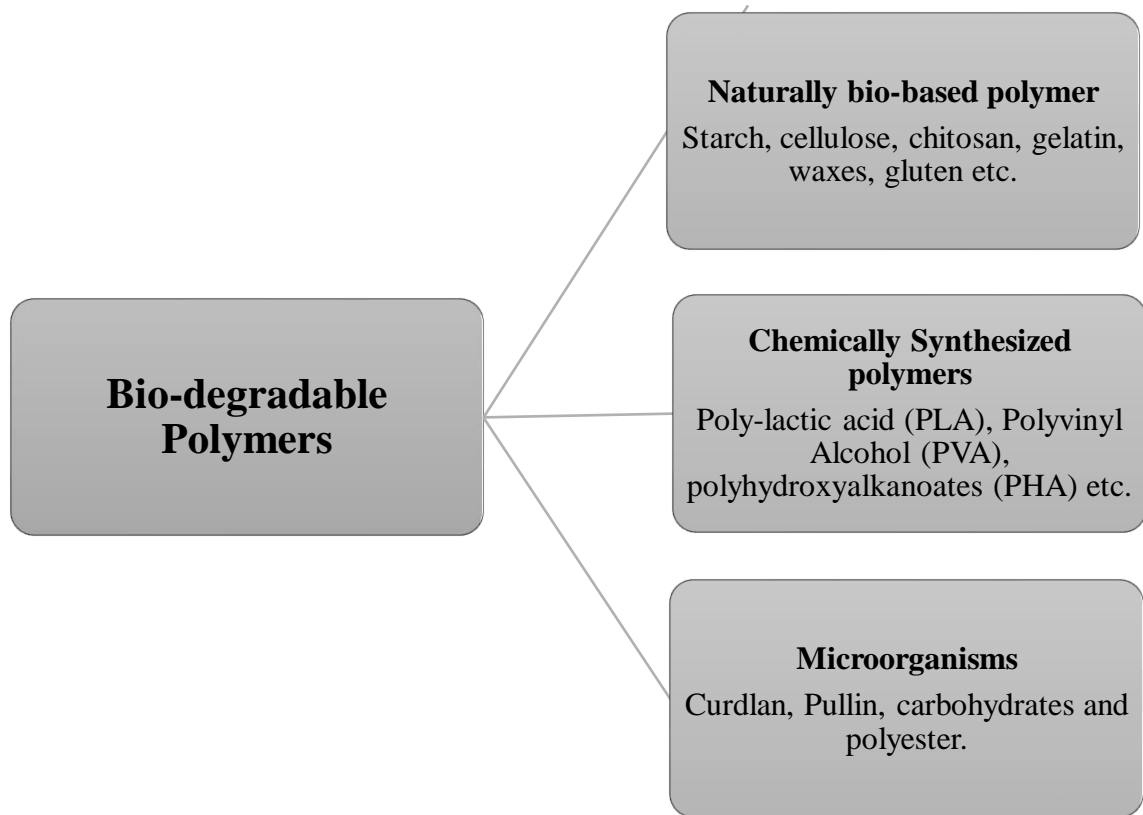 Naturally bio-based polymer
Starch, cellulose, chitosan, gelatin,
waxes, gluten etc.
Bio-degradable
Polymers
Chemically Synthesized
polymers
Poly-lactic acid (PLA), Polyvinyl
Alcohol (PVA),
polyhydroxyalkanoates (PHA) etc.
Microorganisms
Curdlan, Pullin, carbohydrates and
polyester.